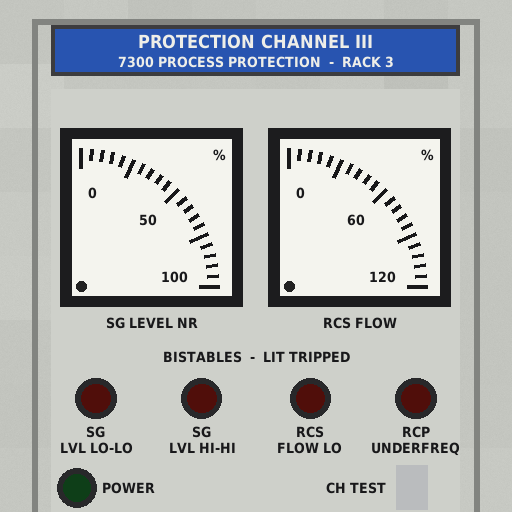 PROTECTION CHANNEL III
7300 PROCESS PROTECTION - RACK 3
%
0
50
100
SG LEVEL NR
%
0
60
120
RCS FLOW
BISTABLES - LIT TRIPPED
SG
LVL LO-LO
SG
LVL HI-HI
RCS
FLOW LO
RCP
UNDERFREQ
POWER
CH TEST